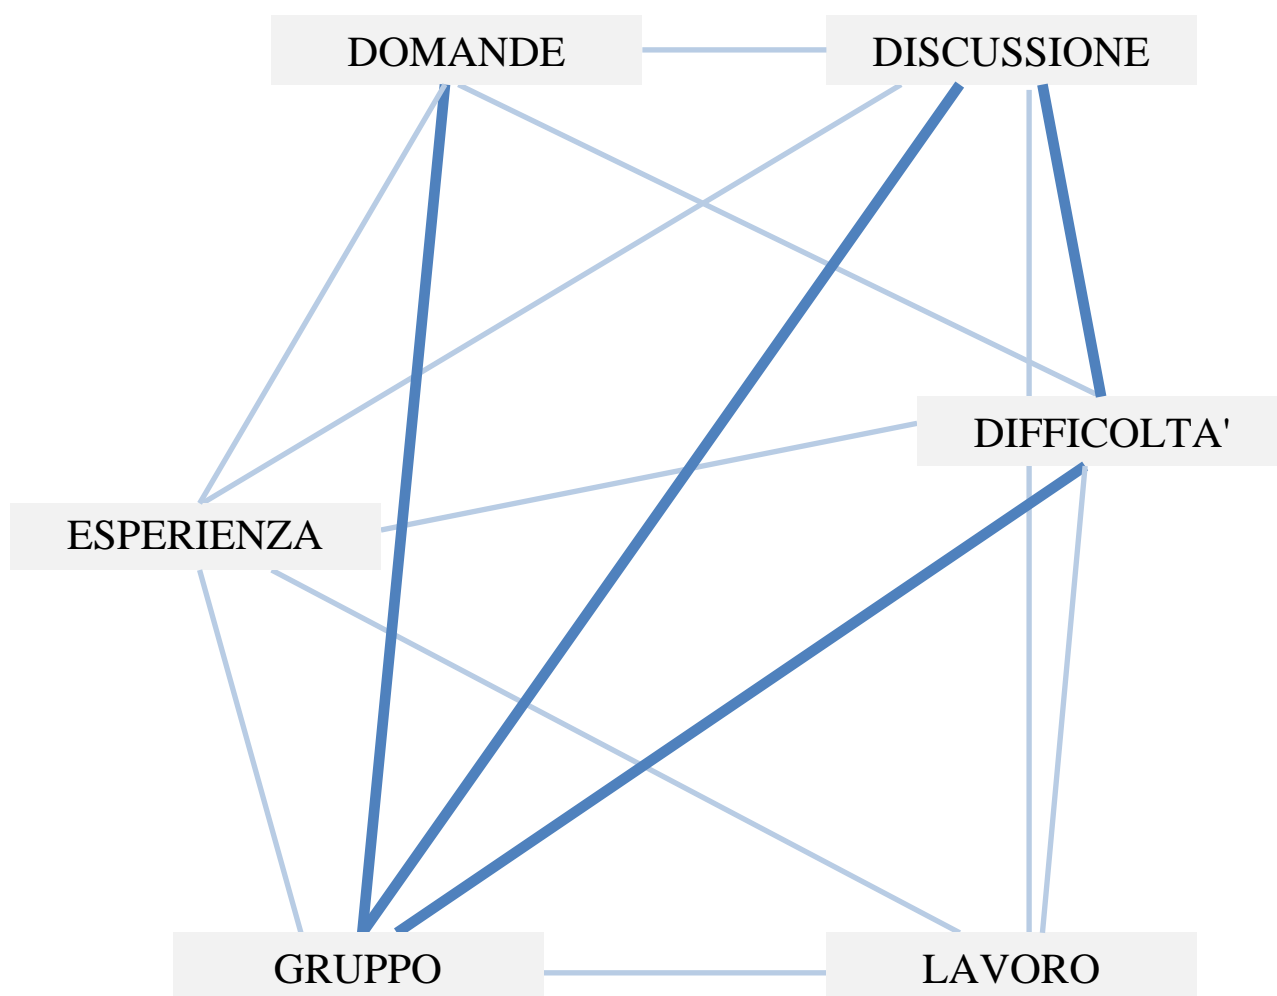 DOMANDE
DISCUSSIONE
DIFFICOLTA'
ESPERIENZA
GRUPPO
LAVORO